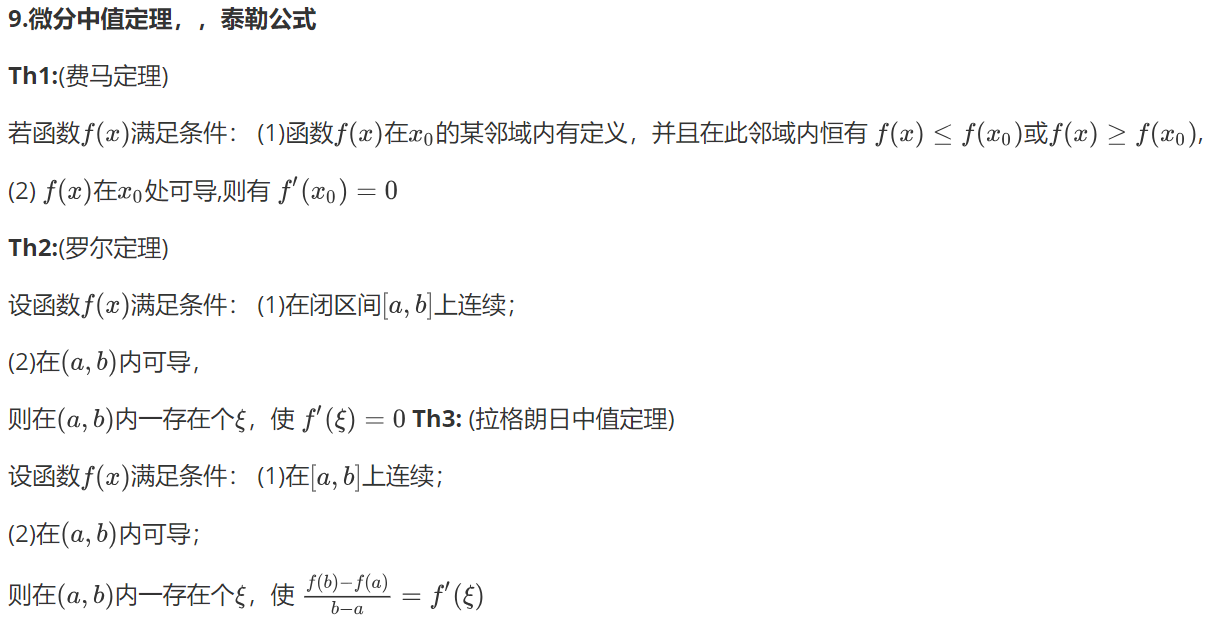 9.微分中值定理，，泰勒公式
Th1:(费马定理)
若函数f(x)满足条件： (1)函数f(x)在x₀的某邻域内有定义，并且在此邻域内恒有 f(x) ≤ f(x₀)或f(x) ≥ f(x₀),
(2) f(x)在x₀处可导,则有 f′(x₀) = 0
Th2:(罗尔定理)
设函数f(x)满足条件： (1)在闭区间[a, b]上连续；
(2)在(a, b)内可导，
则在(a, b)内一存在个ξ，使 f′(ξ) = 0 Th3: (拉格朗日中值定理)
设函数f(x)满足条件： (1)在[a, b]上连续；
(2)在(a, b)内可导；
则在(a, b)内一存在个ξ，使 \frac{f(b)−f(a)}{b−a} = f′(ξ)